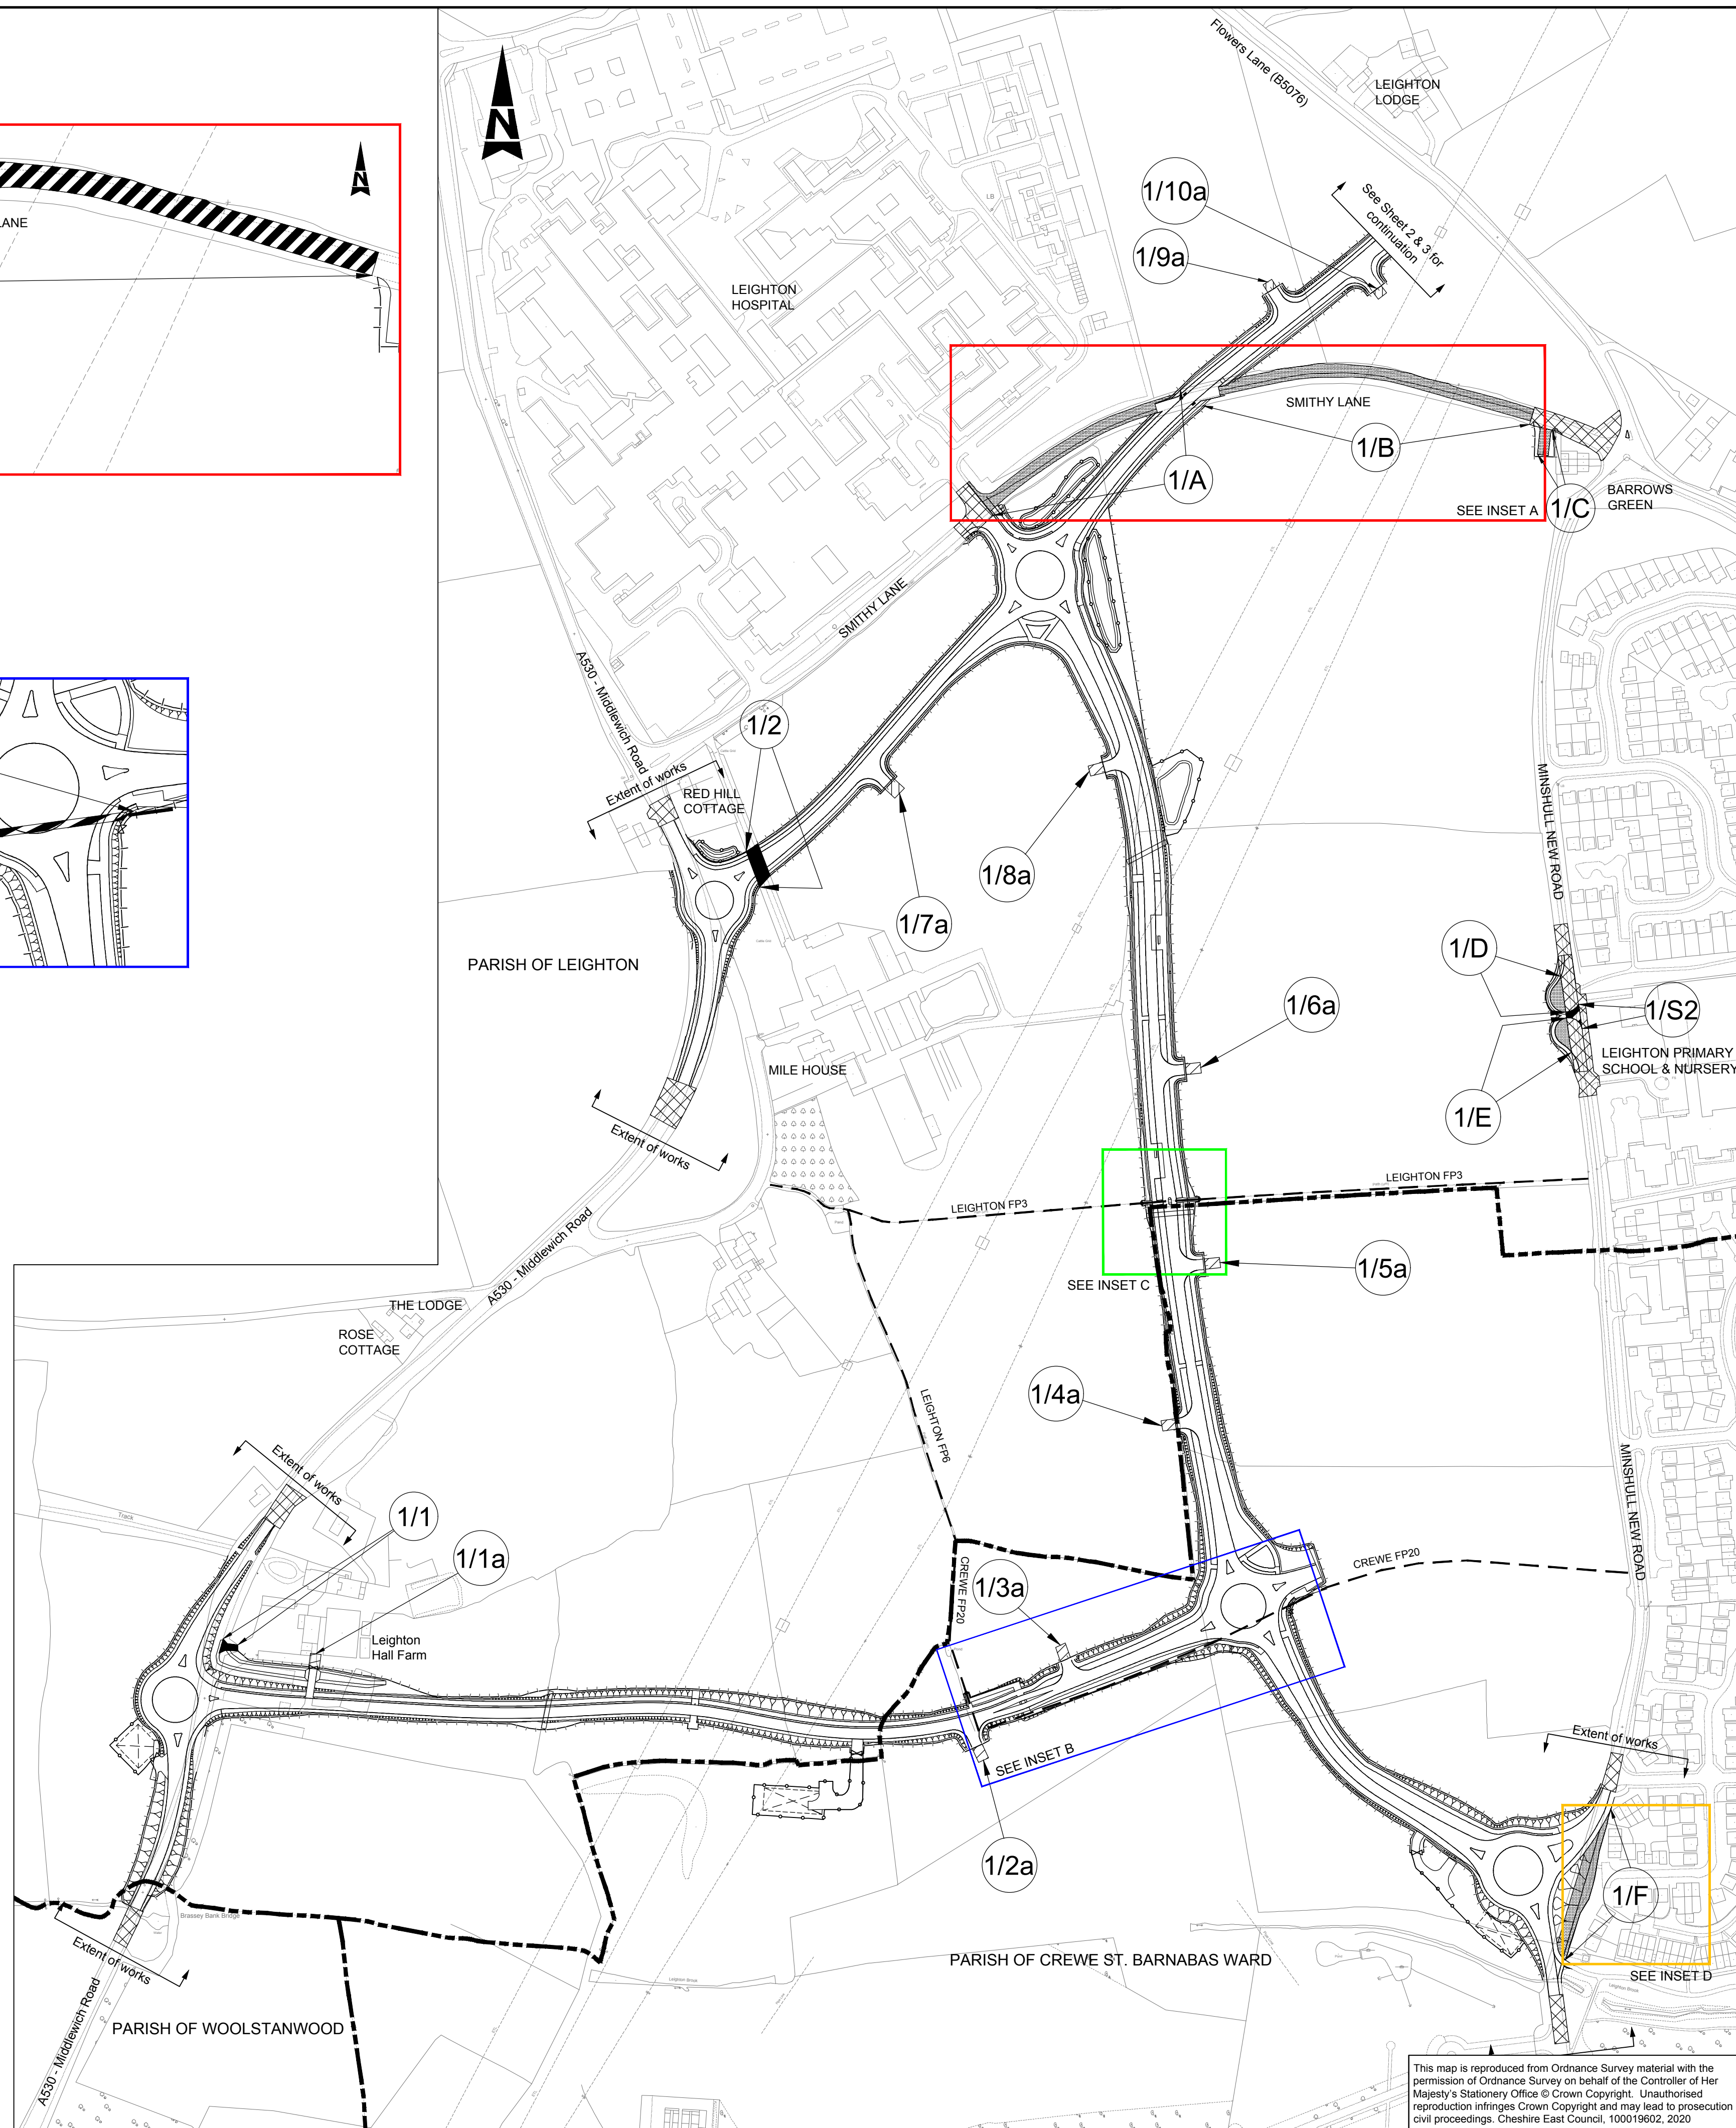 N
LANE
N
Flowers Lane (B5076)
LEIGHTON
LODGE
LB
1/10a
See Sheet 2 & 3 for
continuation
1/9a
LEIGHTON
HOSPITAL
SMITHY LANE
1/B
1/A
SEE INSET A
1/C
BARROWS
GREEN
SMITHY LANE
A530 - Middlewich Road
1/2
Extent of works
RED HILL
COTTAGE
MINSHULL NEW ROAD
1/8a
1/7a
PARISH OF LEIGHTON
1/D
1/6a
1/S2
LEIGHTON PRIMARY
SCHOOL & NURSERY
MILE HOUSE
1/E
Extent of works
LEIGHTON FP3
LEIGHTON FP3
A530 - Middlewich Road
1/5a
SEE INSET C
THE LODGE
ROSE
COTTAGE
1/4a
LEIGHTON FP6
MINSHULL NEW ROAD
Extent of works
Track
1/1
1/1a
CREWE FP20
CREWE FP20
1/3a
Leighton
Hall Farm
SEE INSET B
Extent of works
1/2a
1/F
Brassey Bank Bridge
Extent of works
PARISH OF CREWE ST. BARNABAS WARD
SEE INSET D
Leighton Brook
Leighton Brook
A530 - Middlewich Road
PARISH OF WOOLSTANWOOD
This map is reproduced from Ordnance Survey material with the
permission of Ordnance Survey on behalf of the Controller of Her
Majesty's Stationery Office © Crown Copyright. Unauthorised
reproduction infringes Crown Copyright and may lead to prosecution
civil proceedings. Cheshire East Council, 100019602, 2020